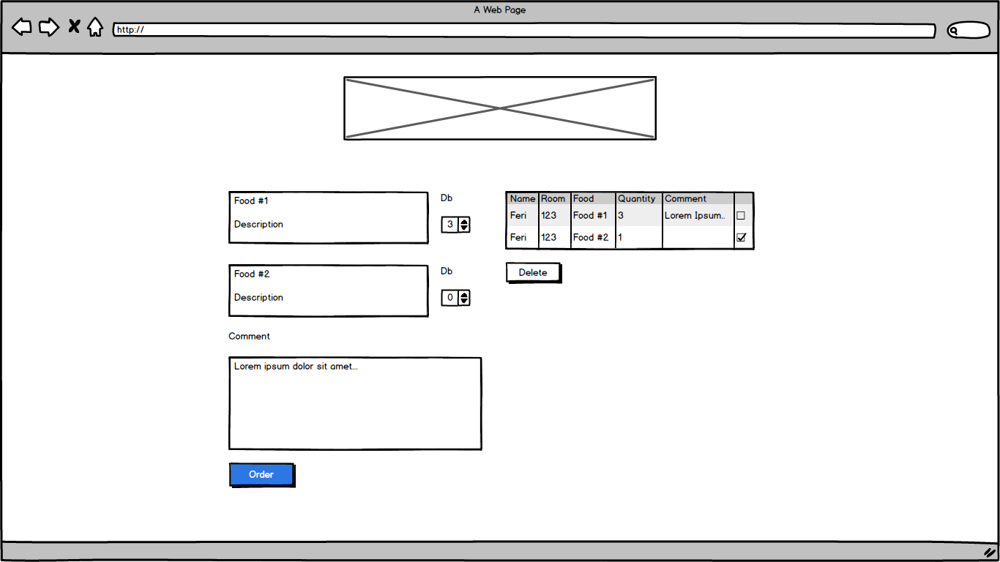 A Web Page
http://
Food #1
Description
Db
3
Food #2
Description
Db
0
Comment
Lorem ipsum dolor sit amet...
Order
Name Room Food Quantity Comment
Feri 123 Food #1 3 Lorem Ipsum..
Feri 123 Food #2 1
Delete